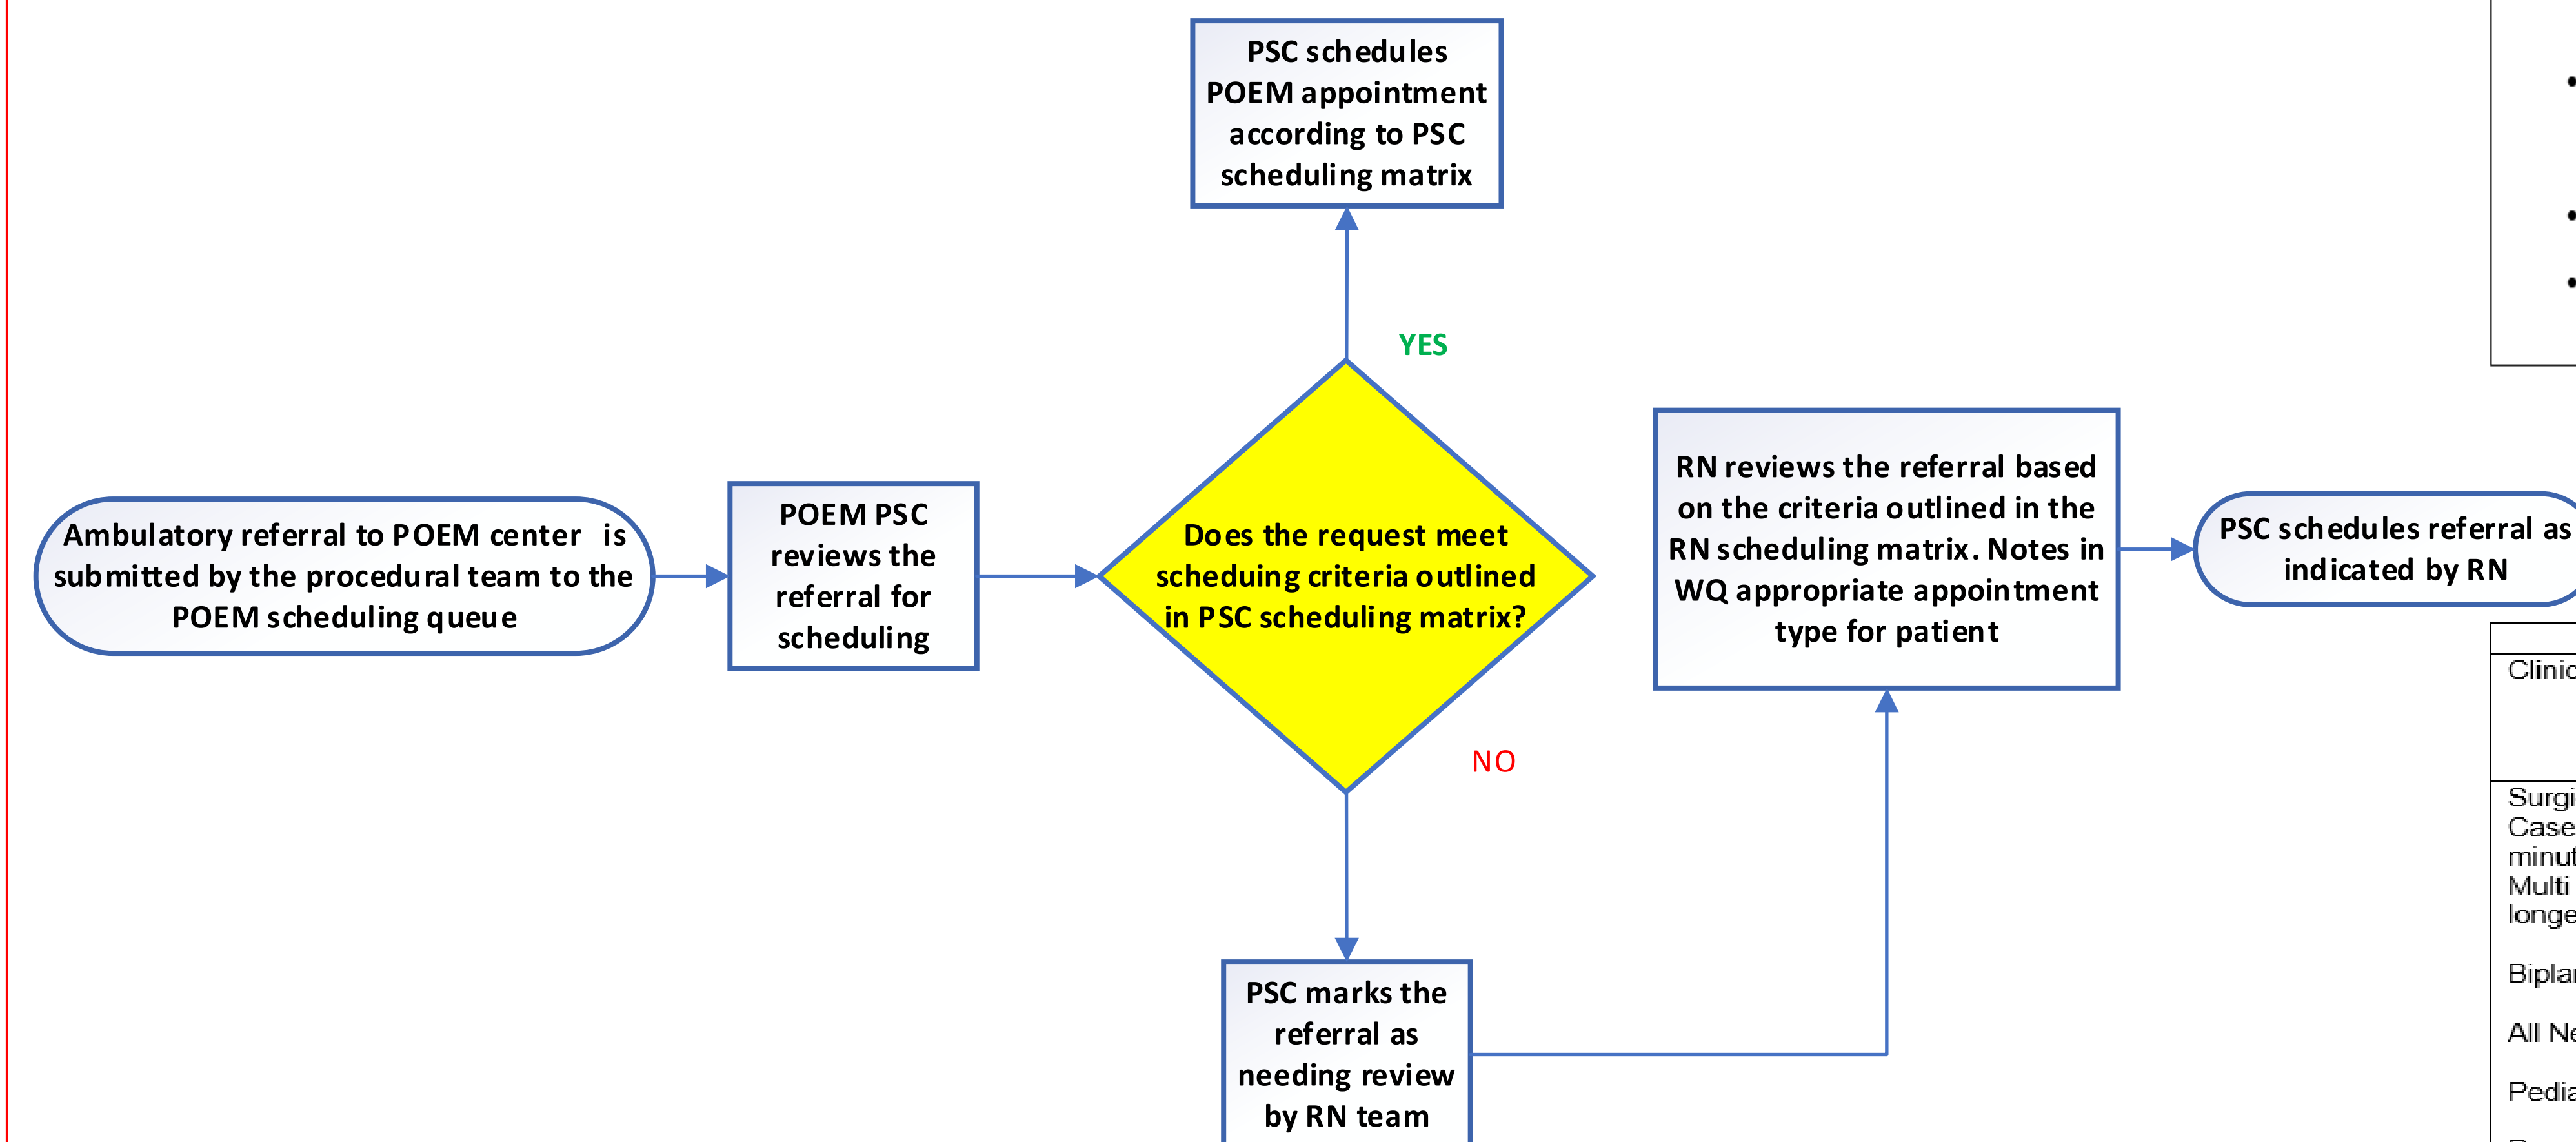 PSC schedules
POEM appointment
according to PSC
scheduling matrix
YES
Ambulatory referral to POEM center is
submitted by the procedural team to the
POEM scheduling queue
POEM PSC
reviews the
referral for
scheduling
Does the request meet
scheduing criteria outlined
in PSC scheduling matrix?
NO
PSC marks the
referral as
needing review
by RN team
RN reviews the referral based
on the criteria outlined in the
RN scheduling matrix. Notes in
WQ appropriate appointment
type for patient
PSC schedules referral as
indicated by RN
Multi
All